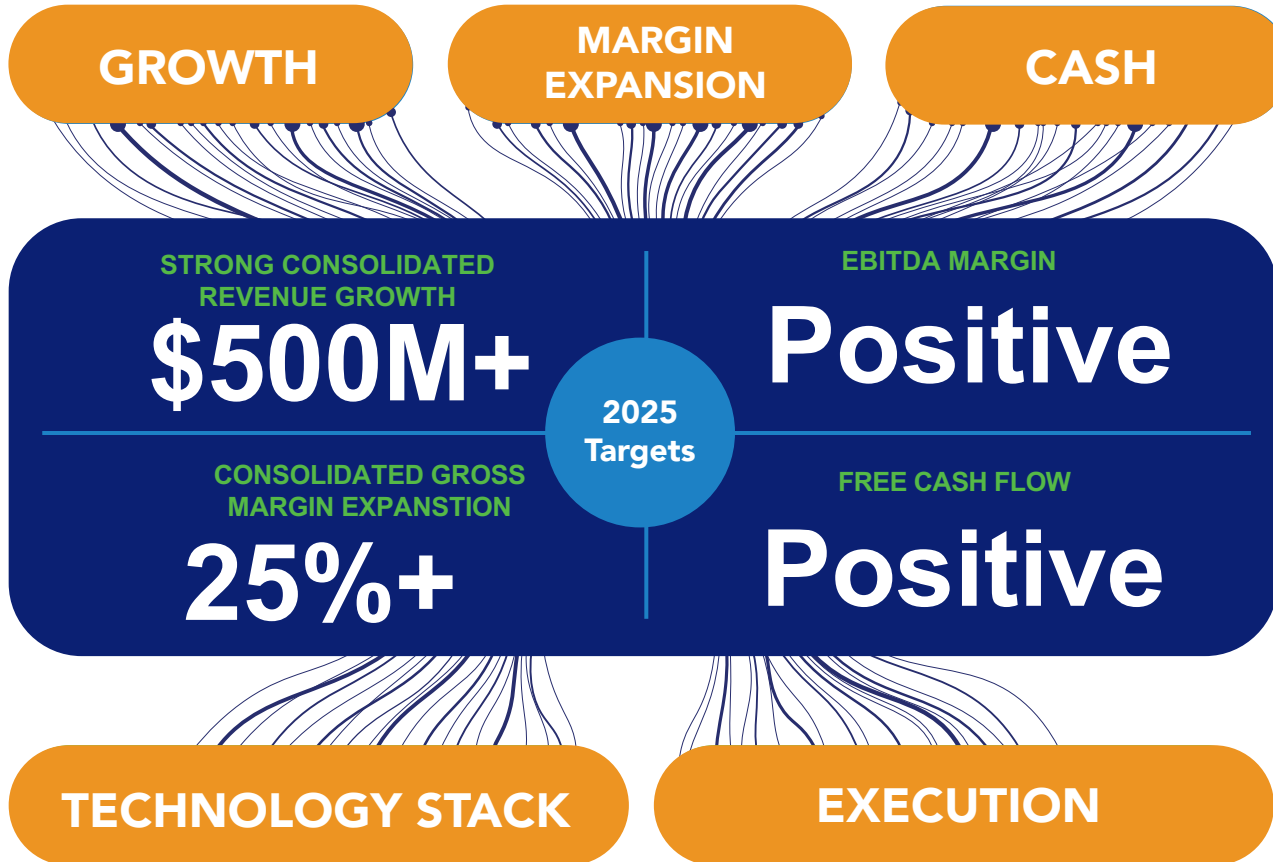 GROWTH
MARGIN
EXPANSION
CASH
STRONG CONSOLIDATED
REVENUE GROWTH
$500M+
EBITDA MARGIN
Positive
2025
Targets
CONSOLIDATED GROSS
MARGIN EXPANSTION
25%+
FREE CASH FLOW
Positive
TECHNOLOGY STACK
EXECUTION